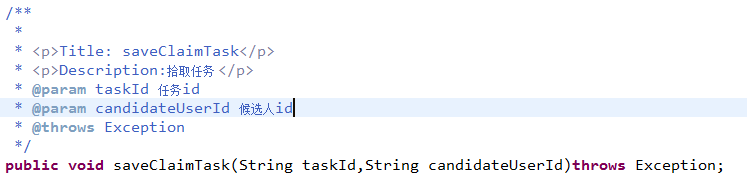 /**
*
* <p>Title: saveClaimTask</p>
* <p>Description:拾取任务</p>
* @param taskId 任务id
* @param candidateUserId 候选人id
* @throws Exception
*/
public void saveClaimTask(String taskId,String candidateUserId)throws Exception;